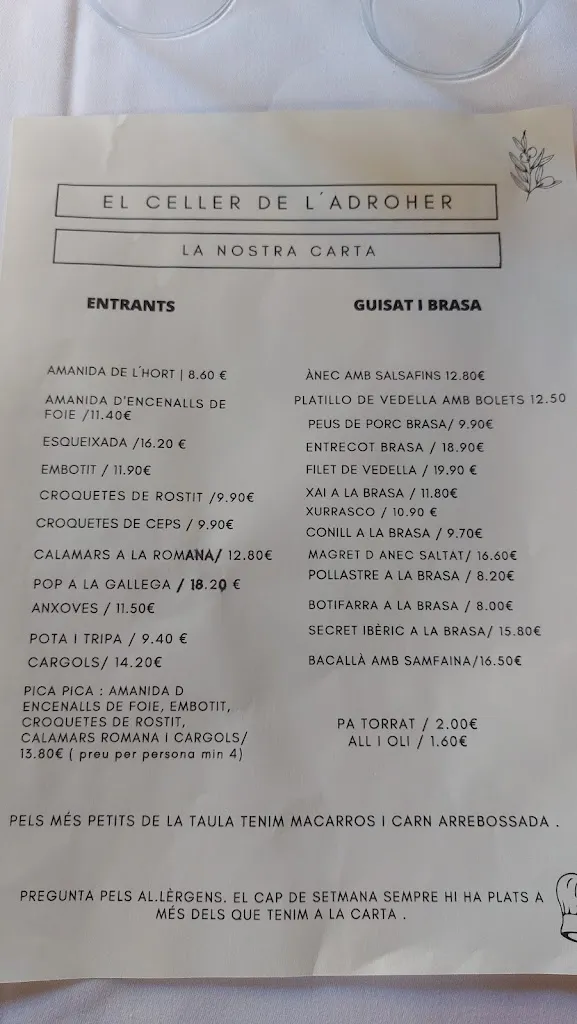 EL CELLER DE L´ADROHER
LA NOSTRA CARTA
ENTRANTS
AMANIDA DE L'HORT | 8.60 €
AMANIDA D'ENCENALLS DE
FOIE /11.40€
ESQUEIXADA /16.20 €
EMBOTIT / 11.90€
CROQUETES DE ROSTIT /9.90€
CROQUETES DE CEPS / 9.90€
CALAMARS A LA ROMANA/ 12.80€
POP A LA GALLEGA / 18.20 €
ANXOVES / 11.50€
POTA I TRIPA / 9.40 €
CARGOLS/ 14.20€
PICA PICA : AMANIDA D
ENCENALLS DE FOIE, EMBOTIT,
CROQUETES DE ROSTIT,
CALAMARS ROMANA I CARGOLS/
13.80€ ( preu per persona min 4)
GUISAT I BRASA
ÀNEC AMB SALSAFINS 12.80€
PLATILLO DE VEDELLA AMB BOLETS 12.50
PEUS DE PORC BRASA/ 9.90€
ENTRECOT BRASA / 18.90€
FILET DE VEDELLA / 19.90 €
XAI A LA BRASA / 11.80€
XURRASCO / 10.90 €
CONILL A LA BRASA / 9.70€
MAGRET D ANEC SALTAT/ 16.60€
POLLASTRE A LA BRASA / 8.20€
BOTIFARRA A LA BRASA / 8.00€
SECRET IBÈRIC A LA BRASA/ 15.80€
BACALLÀ AMB SAMFAINA/16.50€
PA TORRAT / 2.00€
ALL I OLI / 1.60€
PELS MÉS PETITS DE LA TAULA TENIM MACARROS I CARN ARREBOSSADA .
PREGUNTA PELS AL.LÈRGENS. EL CAP DE SETMANA SEMPRE HI HA PLATS A
MÉS DELS QUE TENIM A LA CARTA .